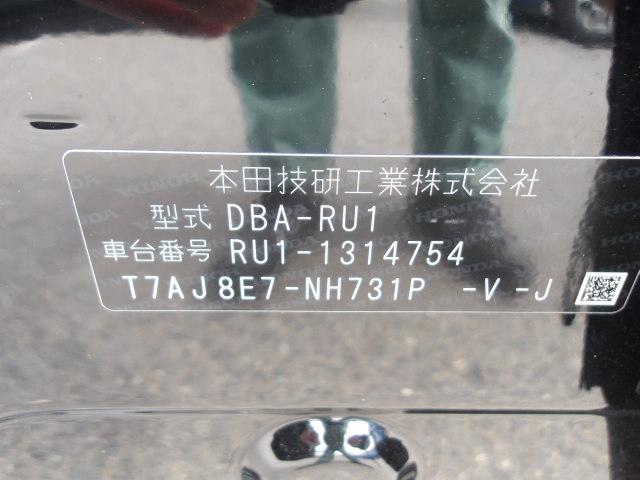 本田技研工業株式会社
型式 DBA-RU1
車台番号 RU1-1314754
T7AJ8E7-NH731P -V-J